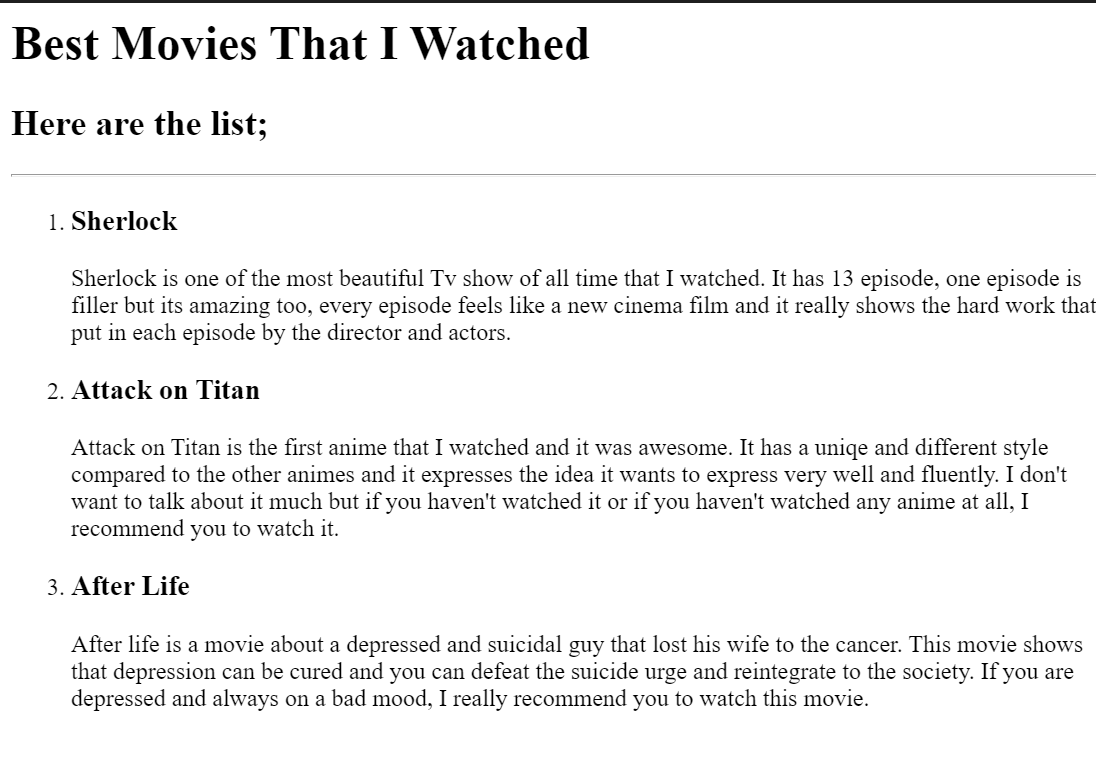 Best Movies That I Watched
Here are the list;
1. Sherlock
Sherlock is one of the most beautiful Tv show of all time that I watched. It has 13 episode, one episode is
filler but its amazing too, every episode feels like a new cinema film and it really shows the hard work that
put in each episode by the director and actors.
2. Attack on Titan
Attack on Titan is the first anime that I watched and it was awesome. It has a uniqe and different style
compared to the other animes and it expresses the idea it wants to express very well and fluently. I don't
want to talk about it much but if you haven't watched it or if you haven't watched any anime at all, I
recommend you to watch it.
3. After Life
After life is a movie about a depressed and suicidal guy that lost his wife to the cancer. This movie shows
that depression can be cured and you can defeat the suicide urge and reintegrate to the society. If you are
depressed and always on a bad mood, I really recommend you to watch this movie.